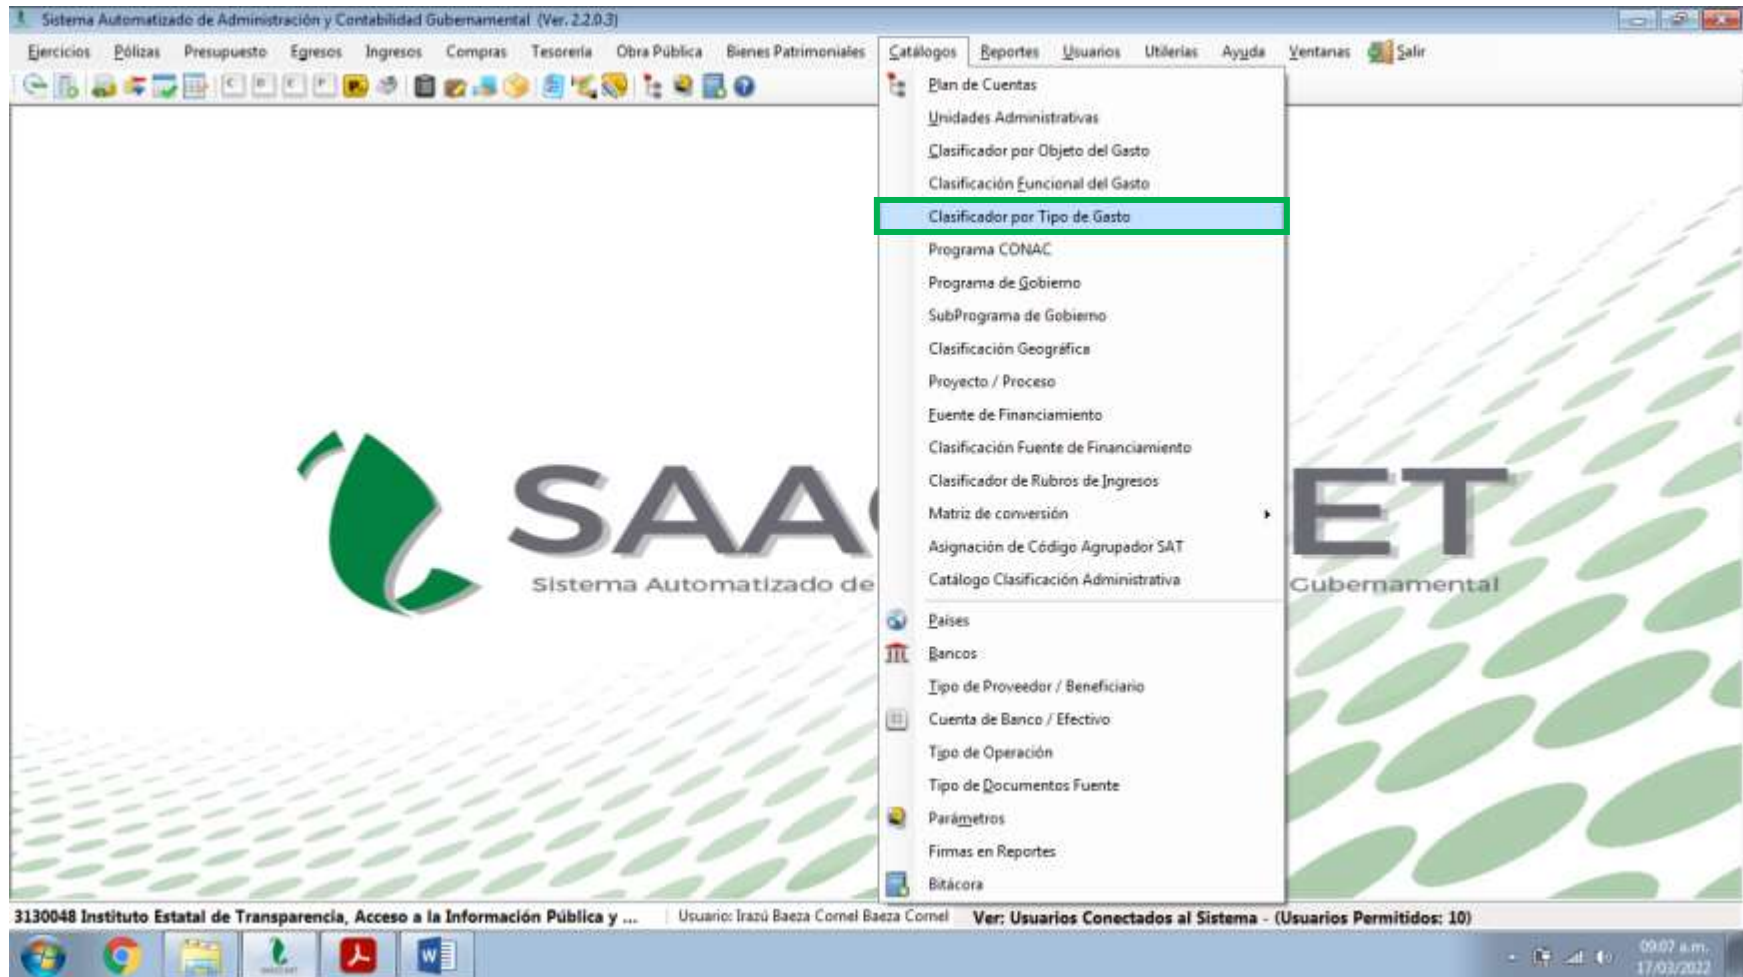 Sistema Automatizado de Administración y Contabilidad Gubernamental (Ver. 2.2.0.3)
Ejercicios Pólizas Presupuesto Egresos Ingresos Compras Tesorería Obra Pública Bienes Patrimoniales Catálogos Reportes Usuarios Utilerías Ayuda Ventanas Salir
Plan de Cuentas
Unidades Administrativas
Clasificador por Objeto del Gasto
Clasificación Funcional del Gasto
Clasificador por Tipo de Gasto
Programa CONAC
Programa de Gobierno
SubPrograma de Gobierno
Clasificación Geográfica
Proyecto / Proceso
Fuente de Financiamiento
Clasificación Fuente de Financiamiento
Clasificador de Rubros de Ingresos
Matriz de conversión
Asignación de Código Agrupador SAT
Catálogo Clasificación Administrativa
Países
Bancos
Tipo de Proveedor / Beneficiario
Cuenta de Banco / Efectivo
Tipo de Operación
Tipo de Documentos Fuente
Parámetros
Firmas en Reportes
Bitácora
SAA ET
Sistema Automatizado de Gubernamental
3130048 Instituto Estatal de Transparencia, Acceso a la Información Pública y ... Usuario: Irazú Baeza Cornel Baeza Cornel Ver: Usuarios Conectados al Sistema - (Usuarios Permitidos: 10)
09:07 a.m.
17/03/2022